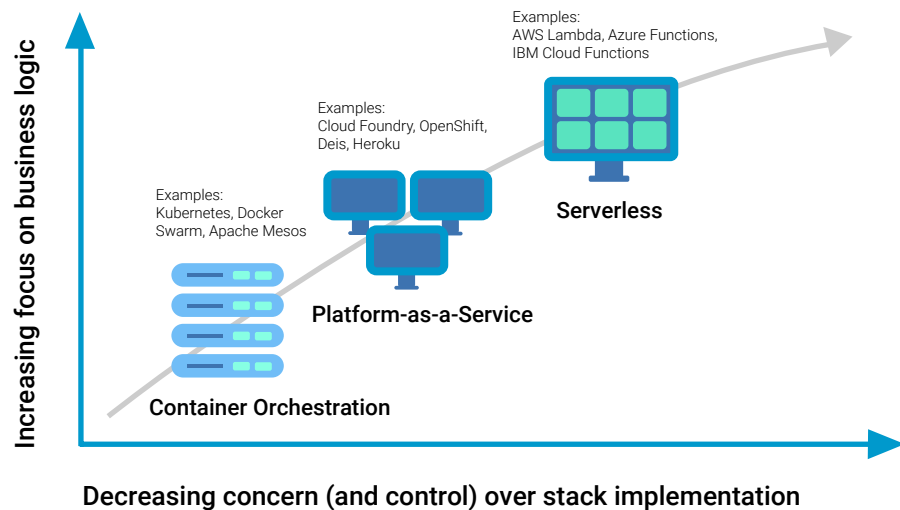 Increasing focus on business logic
Examples:
AWS Lambda, Azure Functions,
IBM Cloud Functions
Serverless
Examples:
Cloud Foundry, OpenShift,
Deis, Heroku
Platform-as-a-Service
Examples:
Kubernetes, Docker
Swarm, Apache Mesos
Container Orchestration
Decreasing concern (and control) over stack implementation